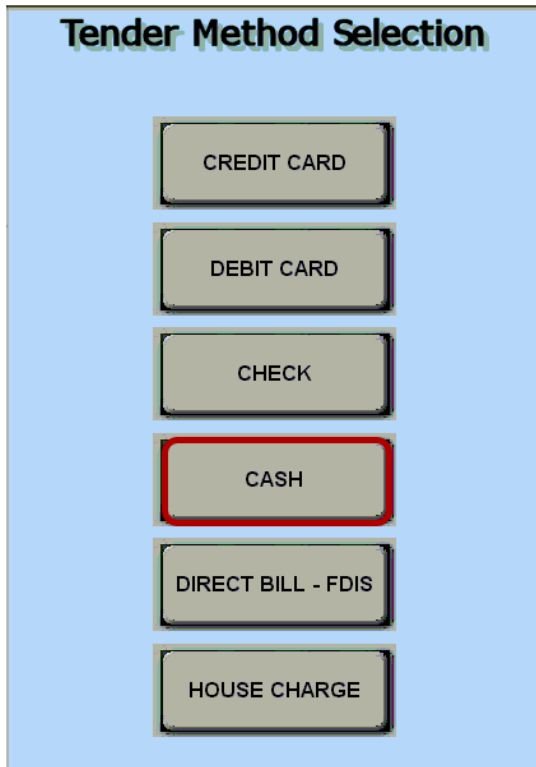 Tender Method Selection
CREDIT CARD
DEBIT CARD
CHECK
CASH
DIRECT BILL - FDIS
HOUSE CHARGE